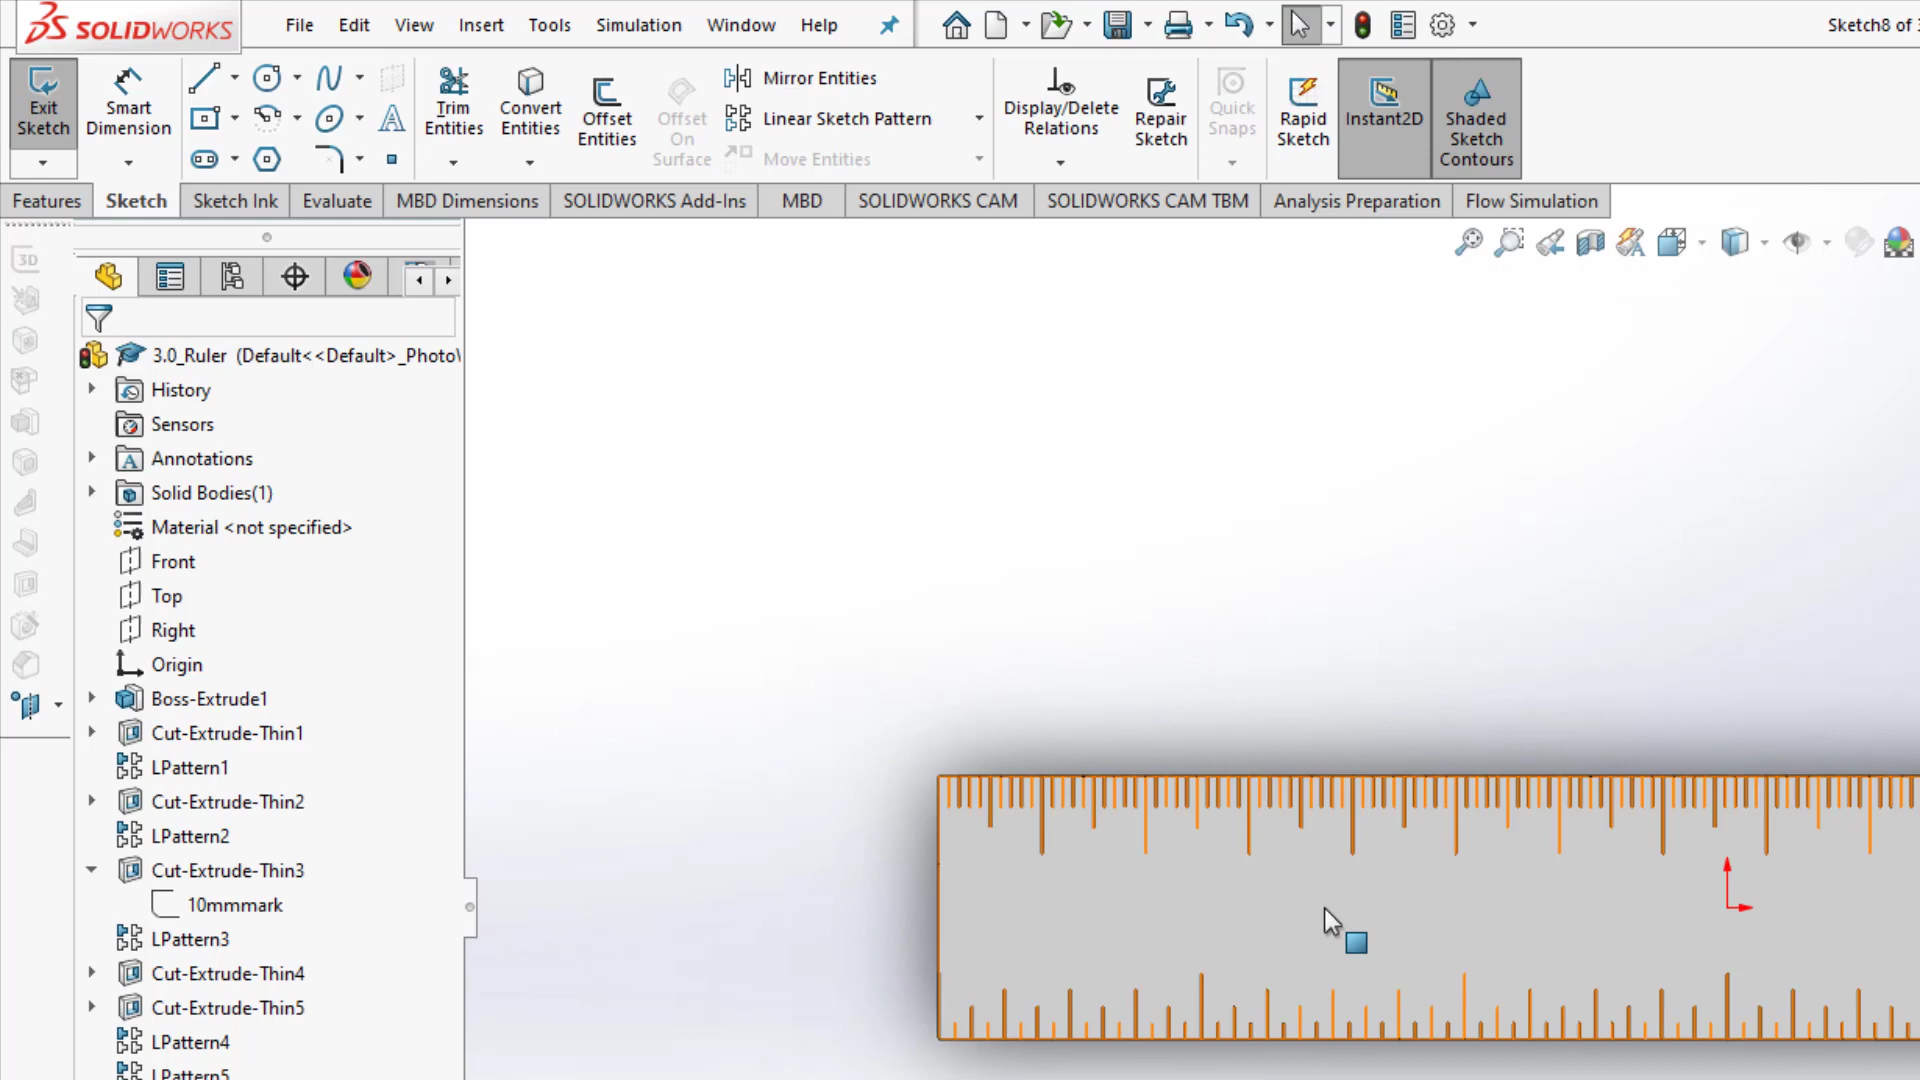 SOLIDWORKS
File Edit View Insert Tools Simulation Window Help
Sketch8 of
Exit Sketch
Smart Dimension
Trim Entities
Convert Entities
Offset Entities
Offset On Surface
Mirror Entities
Linear Sketch Pattern
Move Entities
Display/Delete Relations
Repair Sketch
Quick Snaps
Rapid Sketch
Instant2D
Shaded Sketch Contours
Features Sketch Sketch Ink Evaluate MBD Dimensions SOLIDWORKS Add-Ins MBD SOLIDWORKS CAM SOLIDWORKS CAM TBM Analysis Preparation Flow Simulation
3D
3.0_Ruler (Default<<Default>_Photo
History
Sensors
Annotations
Solid Bodies(1)
Material <not specified>
Front
Top
Right
Origin
Boss-Extrude1
Cut-Extrude-Thin1
LPattern1
Cut-Extrude-Thin2
LPattern2
Cut-Extrude-Thin3
10mmmark
LPattern3
Cut-Extrude-Thin4
Cut-Extrude-Thin5
LPattern4
LPattern5